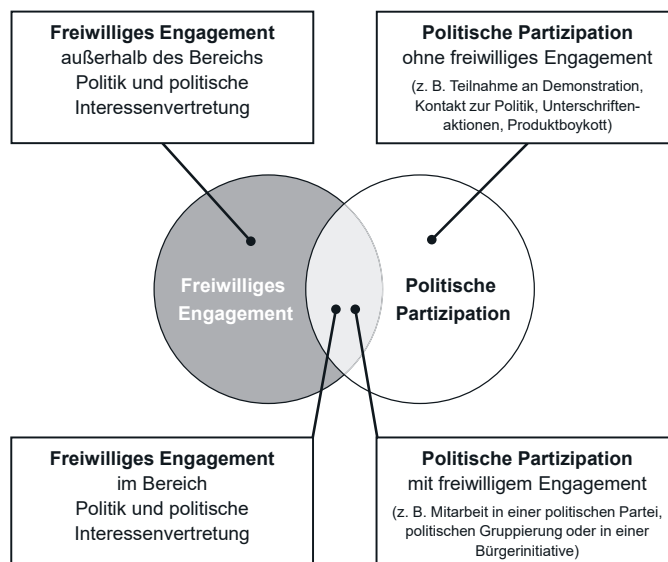 Freiwilliges Engagement
außerhalb des Bereichs
Politik und politische
Interessenvertretung
Politische Partizipation
ohne freiwilliges Engagement
(z. B. Teilnahme an Demonstration,
Kontakt zur Politik, Unterschriften-
aktionen, Produktboykott)
Freiwilliges
Engagement
Politische
Partizipation
Freiwilliges Engagement
im Bereich
Politik und politische
Interessenvertretung
Politische Partizipation
mit freiwilligem Engagement
(z. B. Mitarbeit in einer politischen Partei,
politischen Gruppierung oder in einer
Bürgerinitiative)